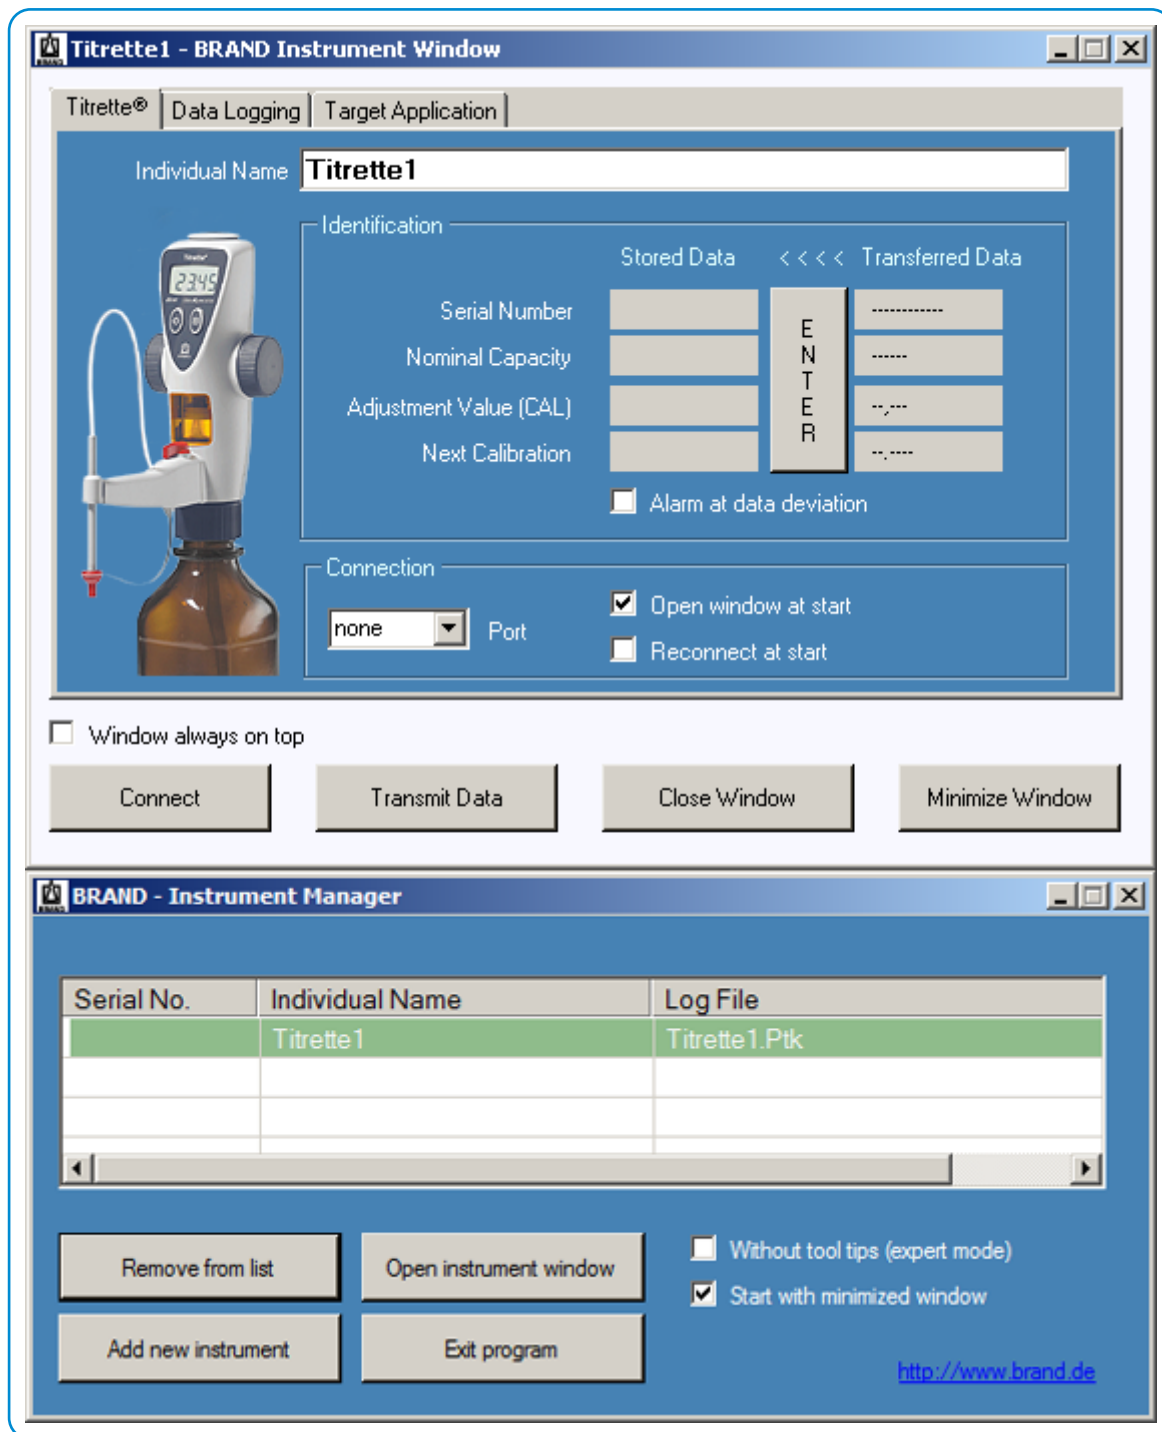 Titrette1 - BRAND Instrument Window
Titrette®
Data Logging
Target Application
Individual Name
Titrette1
Identification
Stored Data
< < < <
Transferred Data
Serial Number
------------
Nominal Capacity
------
Adjustment Value (CAL)
--,---
Next Calibration
--.----
ENTER
Alarm at data deviation
23.45
Connection
none
Port
Open window at start
Reconnect at start
Window always on top
Connect
Transmit Data
Close Window
Minimize Window
BRAND - Instrument Manager
Serial No.
Individual Name
Log File
Titrette1
Titrette1.Ptk
Remove from list
Open instrument window
Without tool tips (expert mode)
Start with minimized window
Add new instrument
Exit program
http://www.brand.de